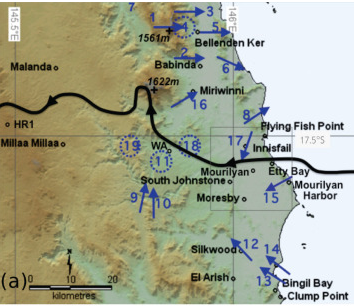 145.5°E
146°E
7
3
1
4
5
1561m
Bellenden Ker
2
Malanda
Babinda
6
1622m
Miriwinni
16
8
HR1
Flying Fish Point
17.5°S
Millaa Millaa
19
WA
18
17
Innisfail
11
Mourilyan
Etty Bay
South Johnstone
Mourilyan
Harbor
9
10
15
Moresby
Silkwood
12
14
(a)
El Arish
13
Bingil Bay
0 10 20
kilometres
Clump Point